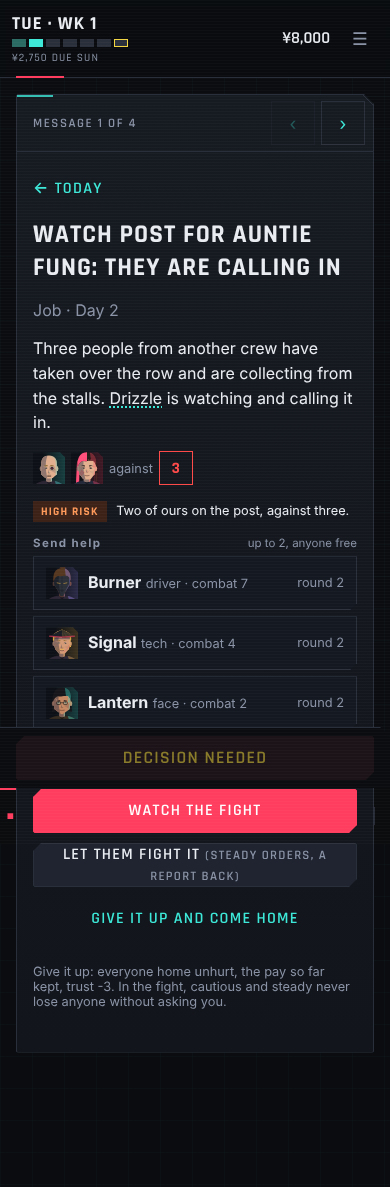 TUE · WK 1
¥2,750 DUE SUN
¥8,000
☰
MESSAGE 1 OF 4
‹ ›
← TODAY
WATCH POST FOR AUNTIE
FUNG: THEY ARE CALLING IN
Job · Day 2
Three people from another crew have
taken over the row and are collecting from
the stalls. Drizzle is watching and calling it
in.
against 3
HIGH RISK Two of ours on the post, against three.
Send help up to 2, anyone free
Burner driver · combat 7 round 2
Signal tech · combat 4 round 2
Lantern face · combat 2 round 2
DECISION NEEDED
WATCH THE FIGHT
LET THEM FIGHT IT (STEADY ORDERS, A
REPORT BACK)
GIVE IT UP AND COME HOME
Give it up: everyone home unhurt, the pay so far
kept, trust -3. In the fight, cautious and steady never
lose anyone without asking you.